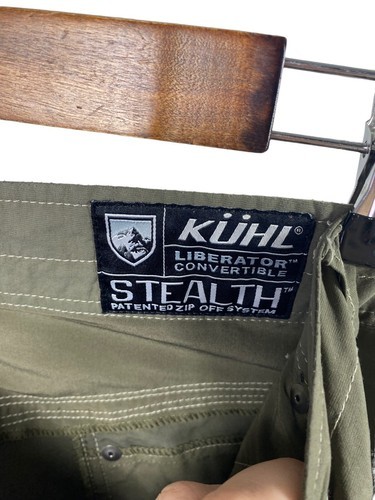 KÜHL®
LIBERATOR™
CONVERTIBLE
STEALTH™
PATENTED ZIP OFF SYSTEM